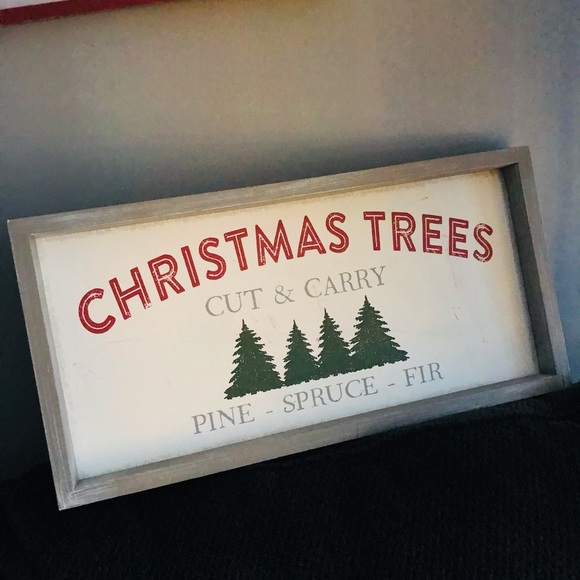 CHRISTMAS TREES
CUT & CARRY
PINE - SPRUCE - FIR